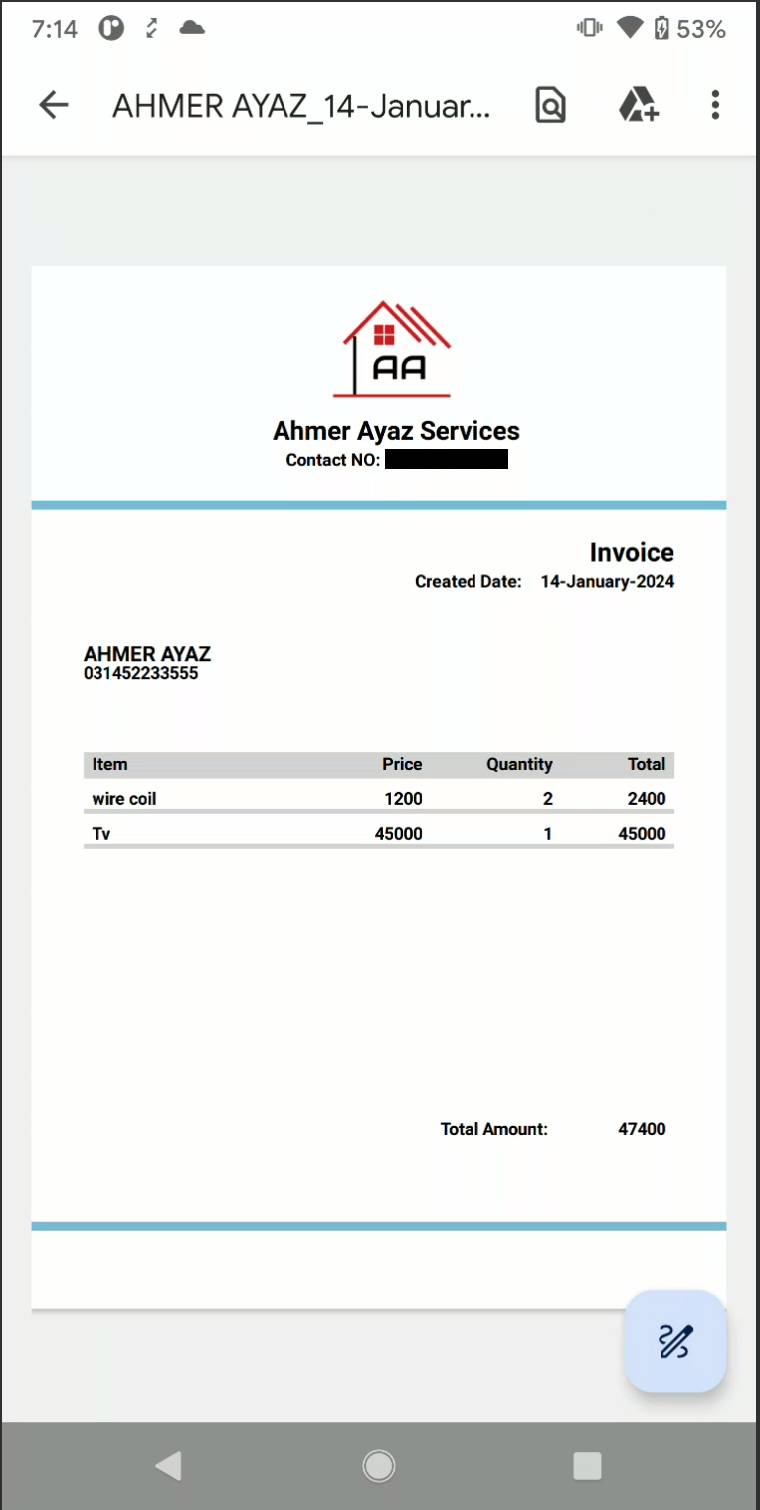 7:14 53%
AHMER AYAZ_14-Januar...
AA
Ahmer Ayaz Services
Contact NO:
Invoice
Created Date: 14-January-2024
AHMER AYAZ
031452233555
Item Price Quantity Total
wire coil 1200 2 2400
Tv 45000 1 45000
Total Amount: 47400